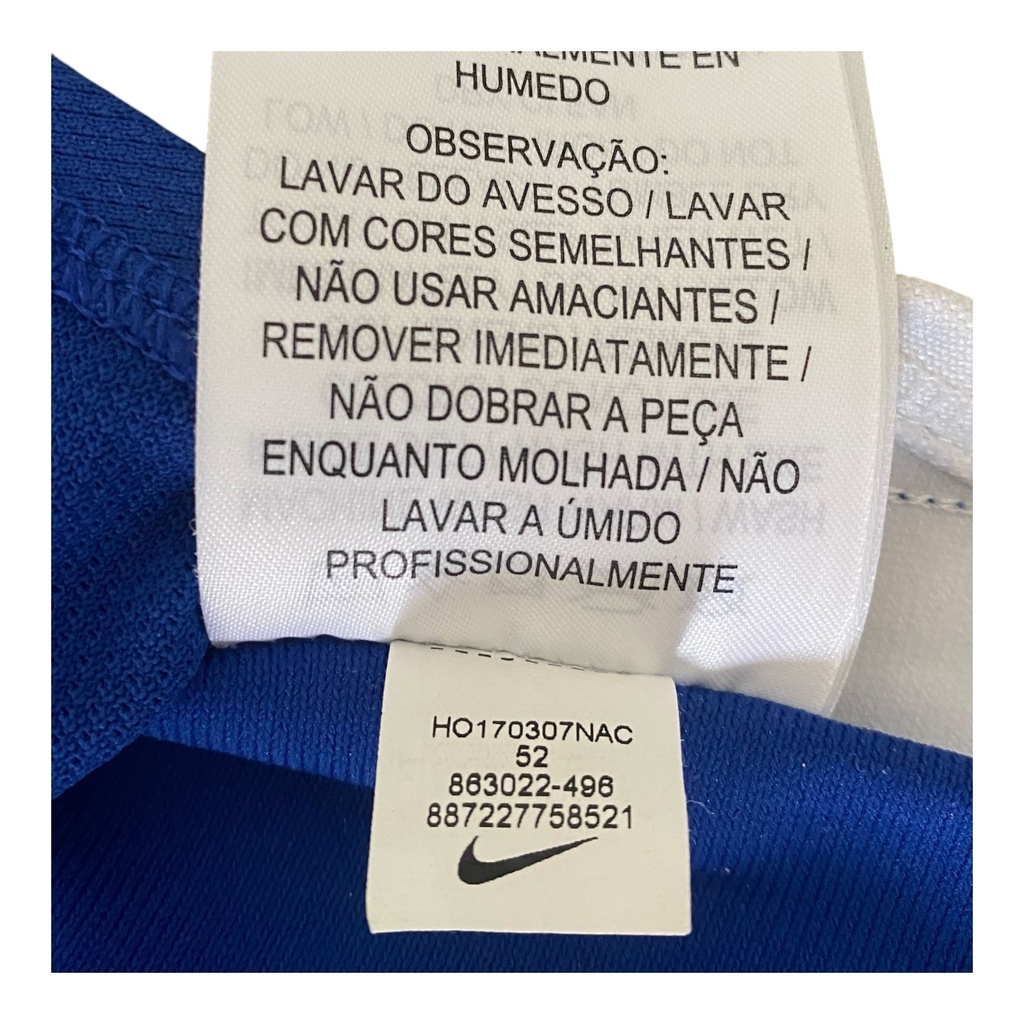 EN
HUMEDO
OBSERVAÇÃO:
LAVAR DO AVESSO / LAVAR
COM CORES SEMELHANTES /
NÃO USAR AMACIANTES /
REMOVER IMEDIATAMENTE /
NÃO DOBRAR A PEÇA
ENQUANTO MOLHADA / NÃO
LAVAR A ÚMIDO
PROFISSIONALMENTE
HO170307NAC
52
863022-496
887227758521